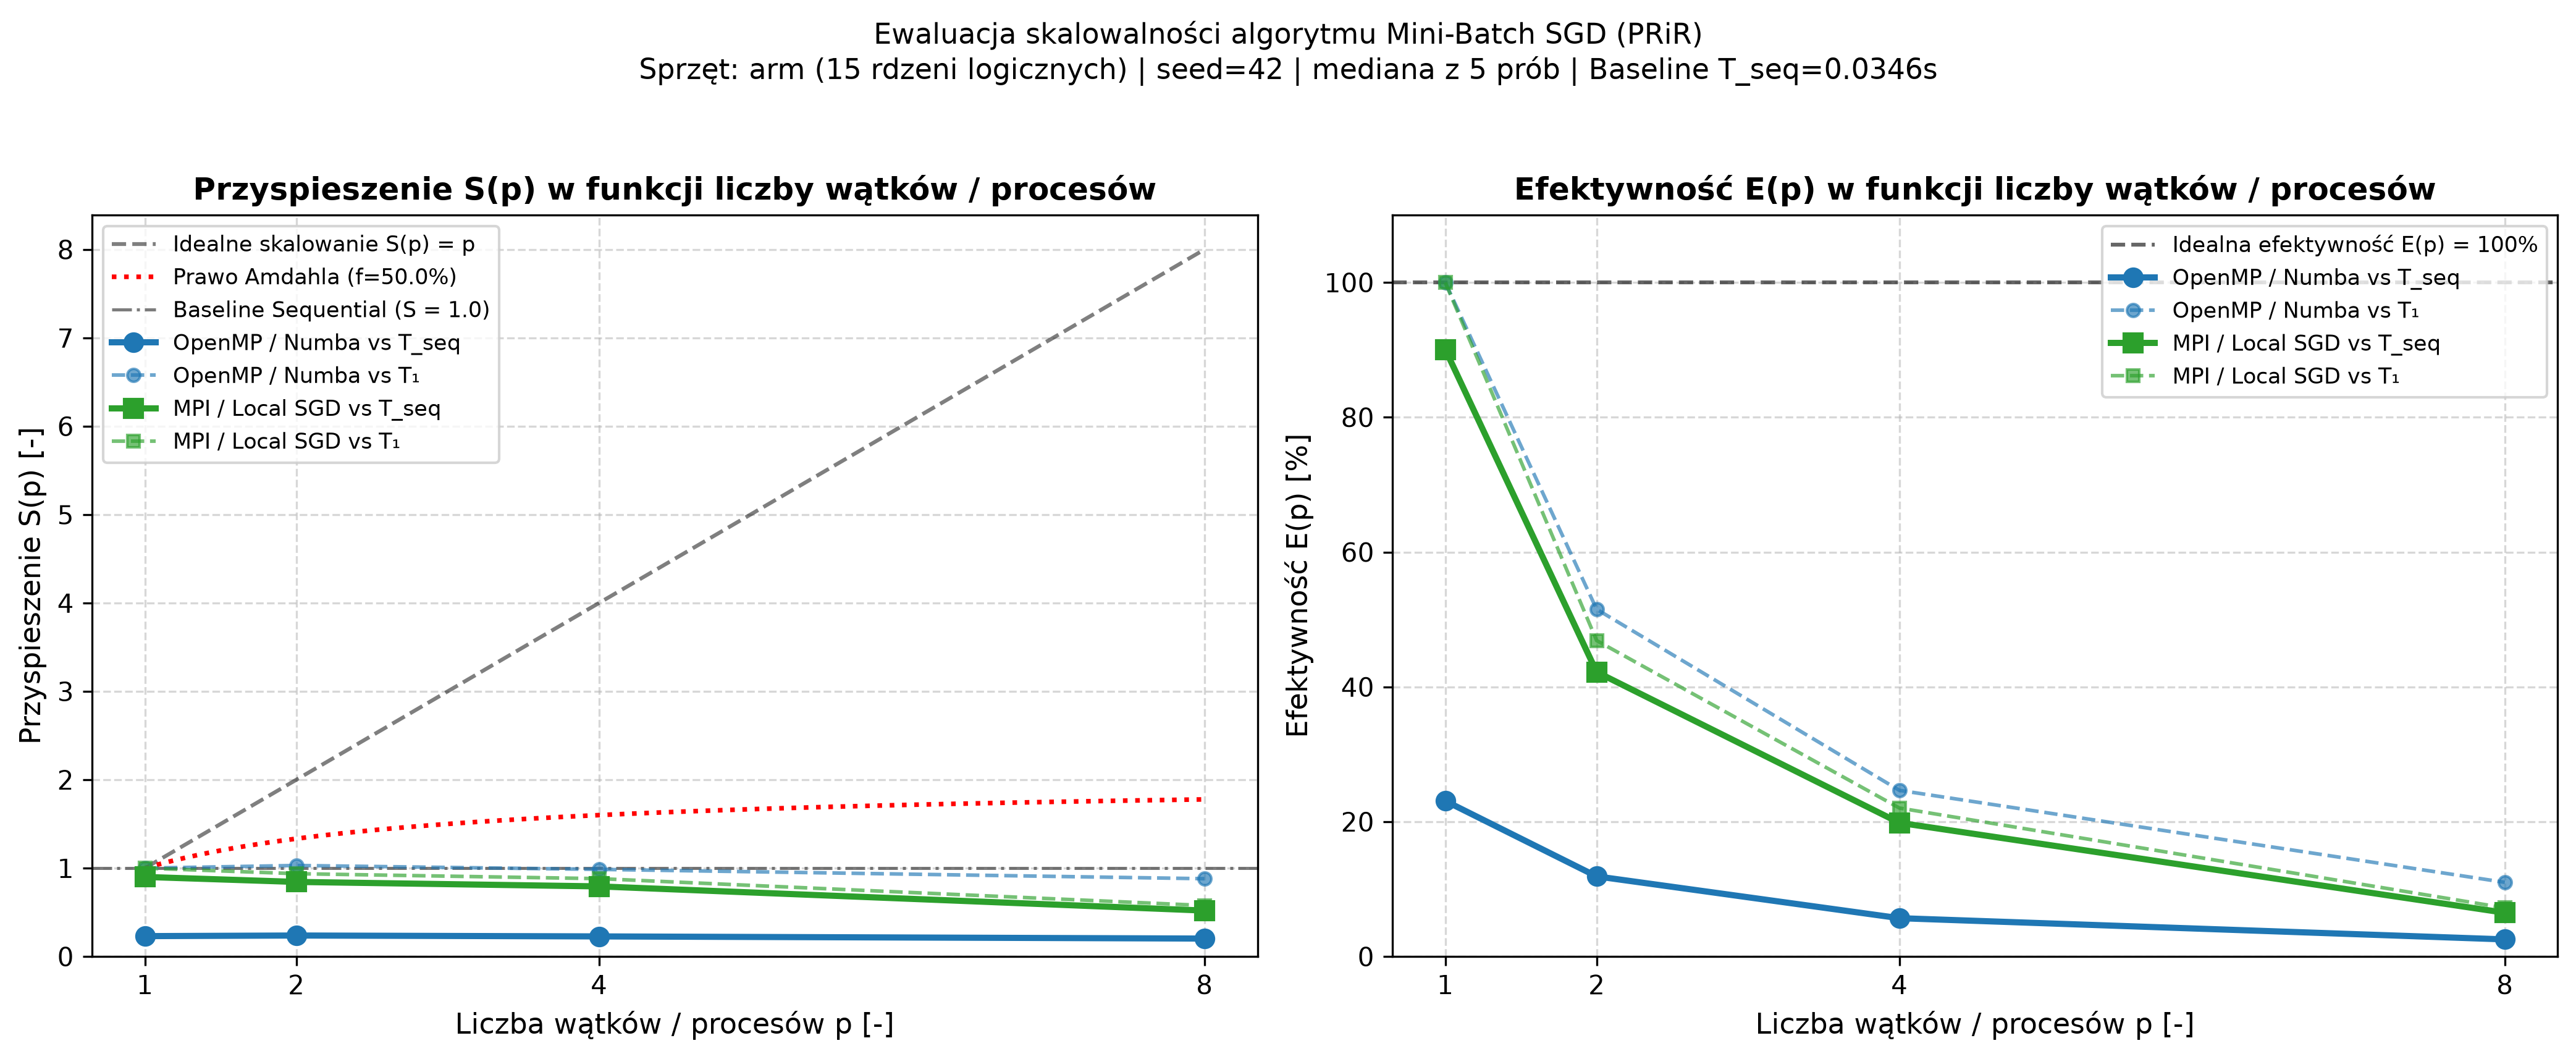 Ewaluacja skalowalności algorytmu Mini-Batch SGD (PRiR)
Sprzęt: arm (15 rdzeni logicznych) | seed=42 | mediana z 5 prób | Baseline T_seq=0.0346s
Przyspieszenie S(p) w funkcji liczby wątków / procesów
Idealne skalowanie S(p) = p
Prawo Amdahla (f=50.0%)
Baseline Sequential (S = 1.0)
OpenMP / Numba vs T_seq
OpenMP / Numba vs T₁
MPI / Local SGD vs T_seq
MPI / Local SGD vs T₁
Przyspieszenie S(p) [-]
8
7
6
5
4
3
2
1
0
1 2 4 8
Liczba wątków / procesów p [-]
Efektywność E(p) w funkcji liczby wątków / procesów
Idealna efektywność E(p) = 100%
OpenMP / Numba vs T_seq
OpenMP / Numba vs T₁
MPI / Local SGD vs T_seq
MPI / Local SGD vs T₁
Efektywność E(p) [%]
100
80
60
40
20
0
1 2 4 8
Liczba wątków / procesów p [-]